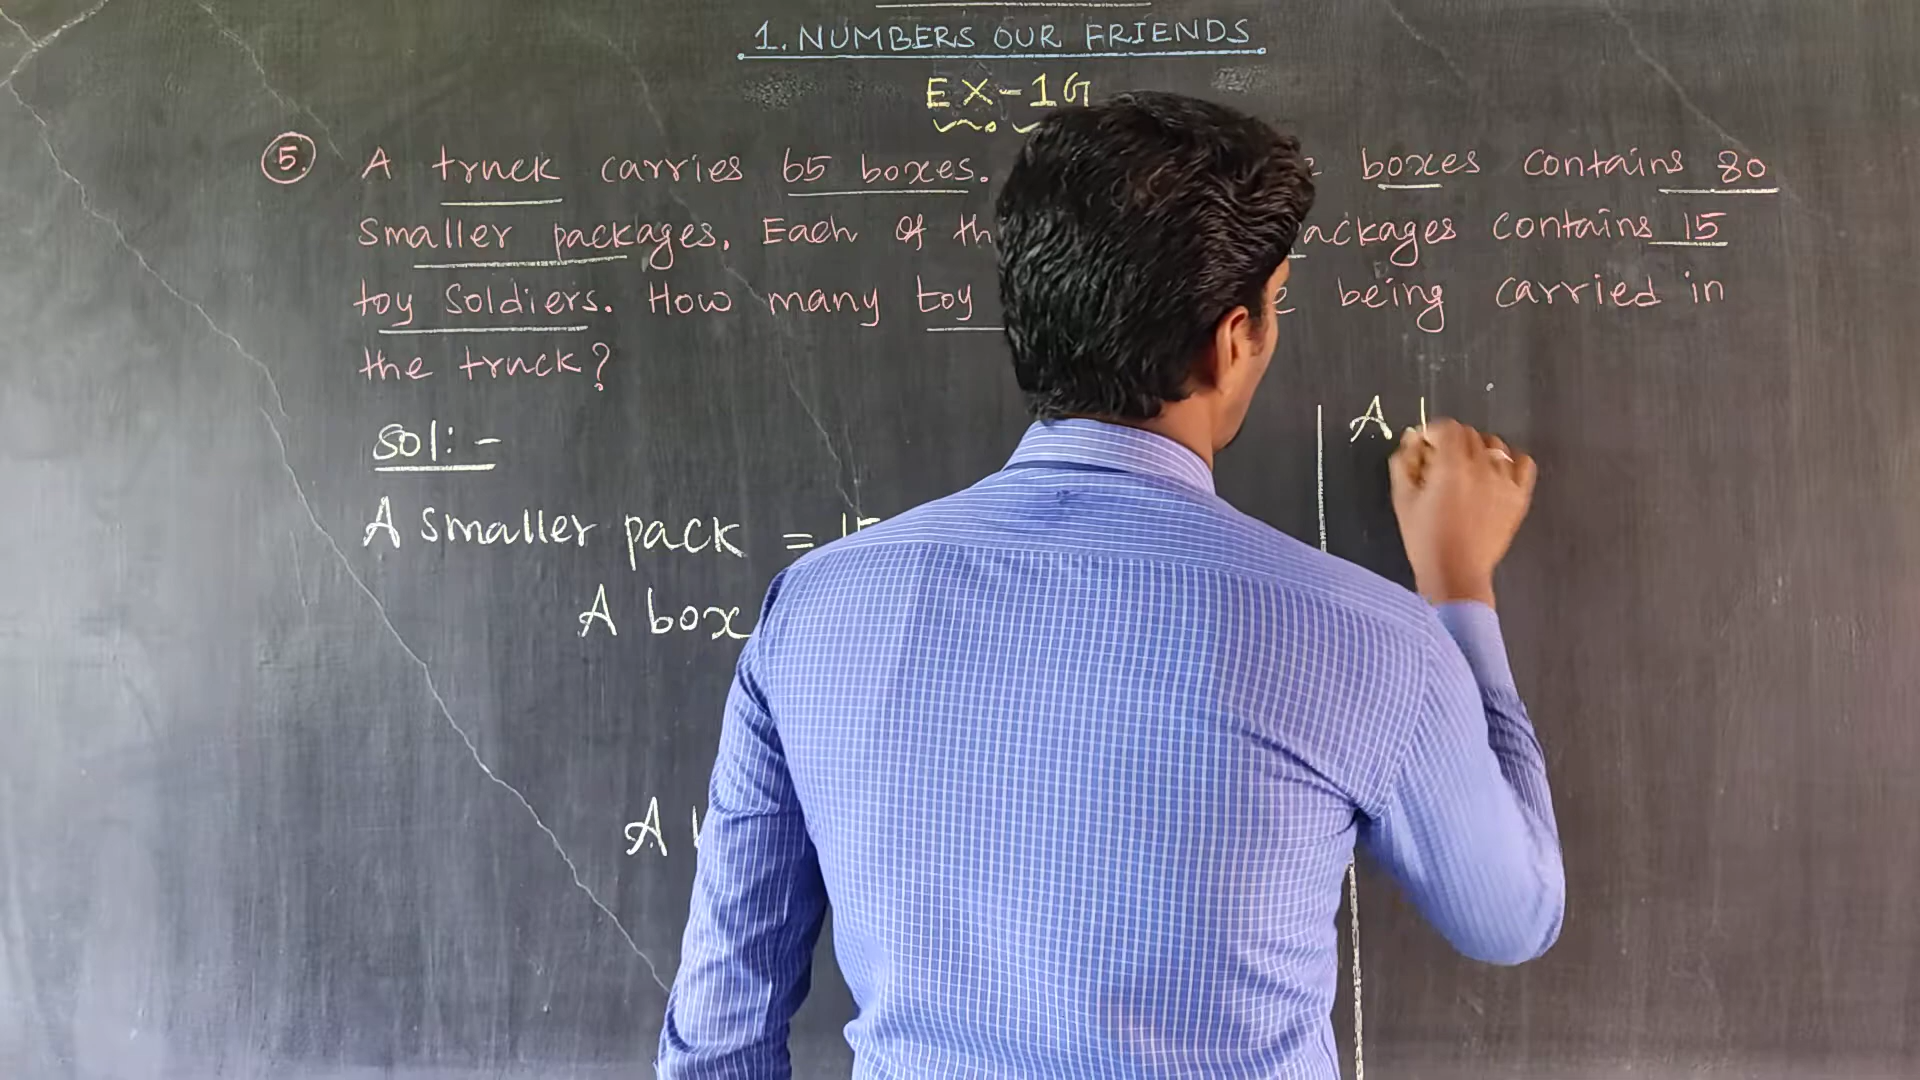 1. NUMBERS OUR FRIENDS
EX-1G
5. A truck carries 65 boxes. boxes contains 80
smaller packages. Each of contains 15
toy soldiers. How many toy being carried in
the truck?
Sol:-
A smaller pack = 15
A box
A
A